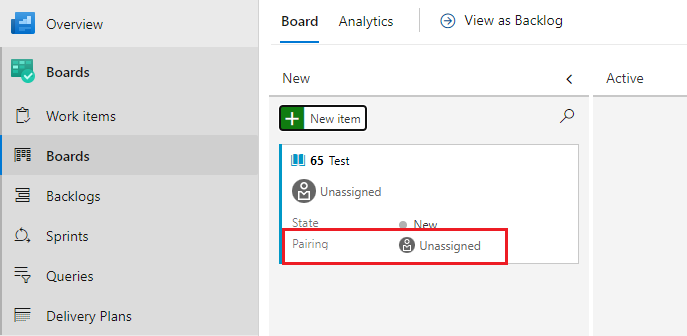 Overview
Boards
Work items
Boards
Backlogs
Sprints
Queries
Delivery Plans
Board Analytics View as Backlog
New Active
New item
65 Test
Unassigned
State New
Pairing Unassigned